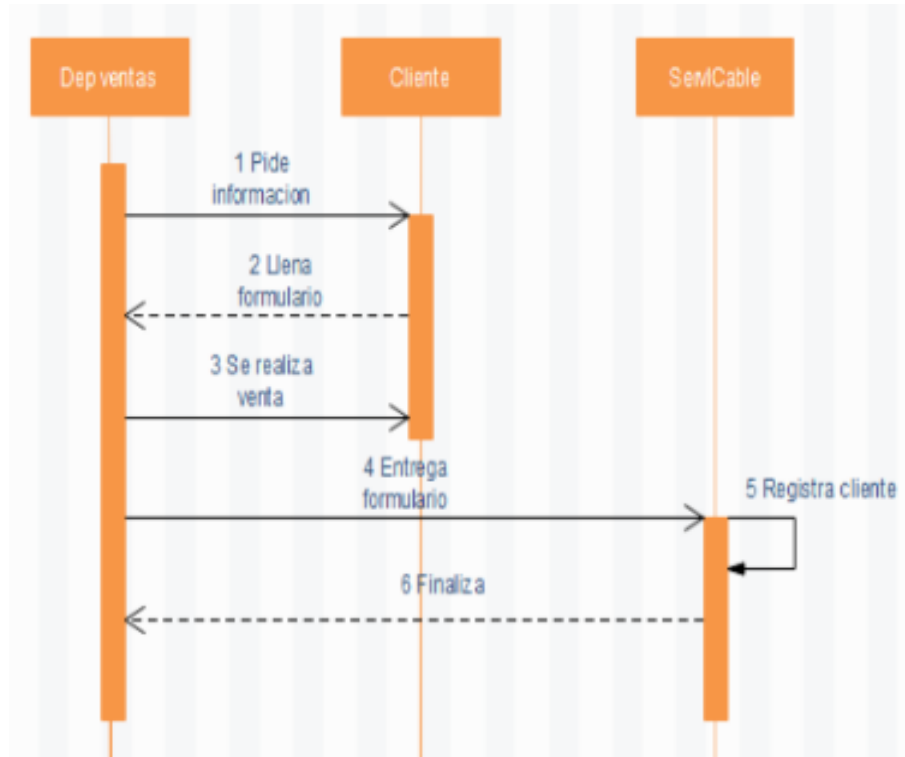 Dep ventas
Cliente
ServiCable
1 Pide
informacion
2 Llena
formulario
3 Se realiza
venta
4 Entrega
formulario
5 Registra cliente
6 Finaliza